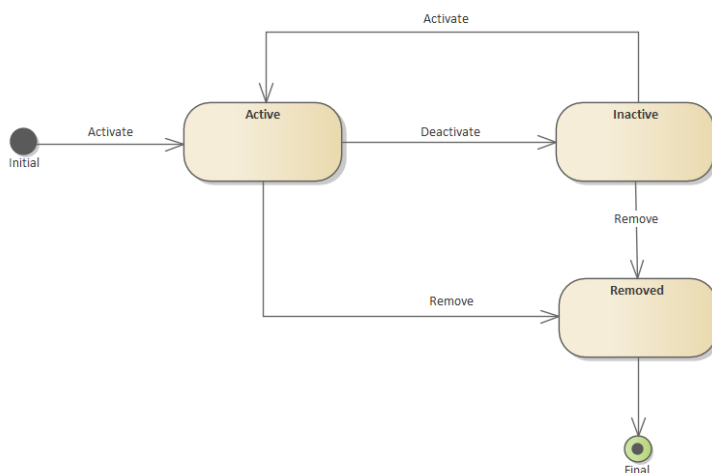 Activate
Active
Inactive
Activate
Deactivate
Initial
Remove
Removed
Remove
Final